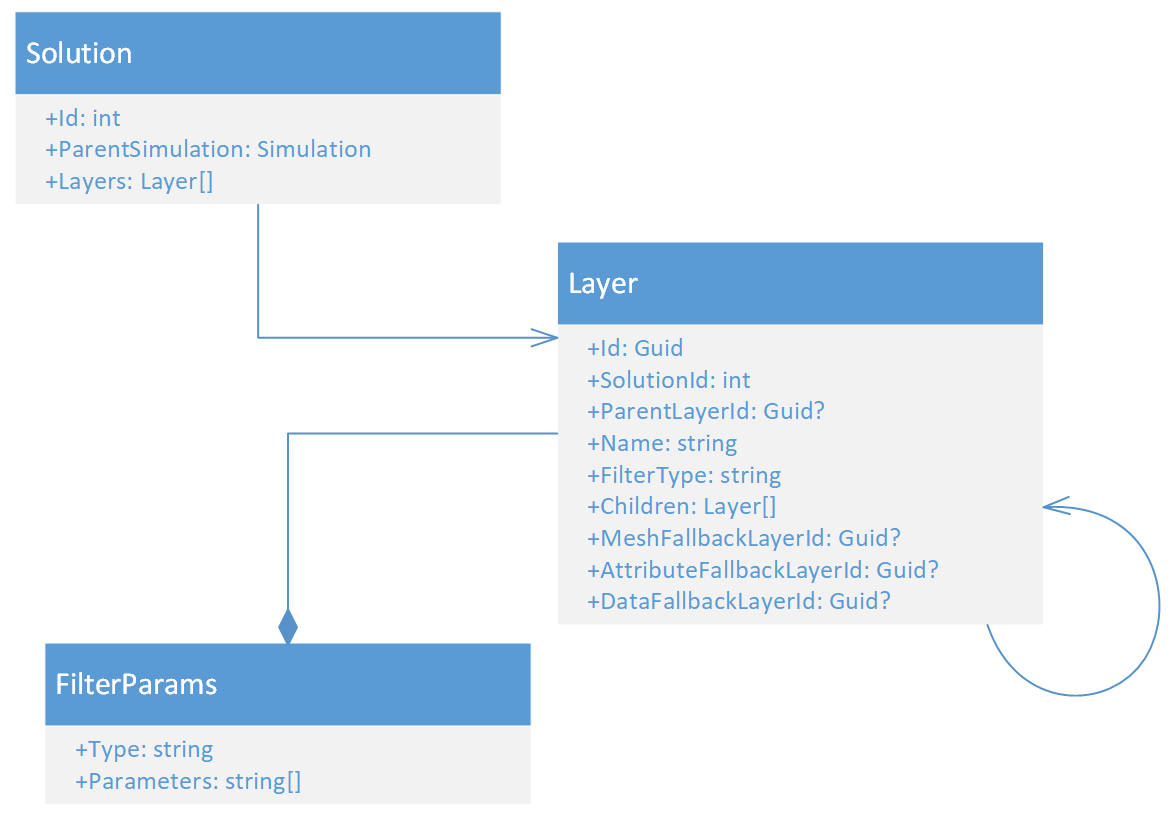 Solution
+Id: int
+ParentSimulation: Simulation
+Layers: Layer[]
Layer
+Id: Guid
+SolutionId: int
+ParentLayerId: Guid?
+Name: string
+FilterType: string
+Children: Layer[]
+MeshFallbackLayerId: Guid?
+AttributeFallbackLayerId: Guid?
+DataFallbackLayerId: Guid?
FilterParams
+Type: string
+Parameters: string[]